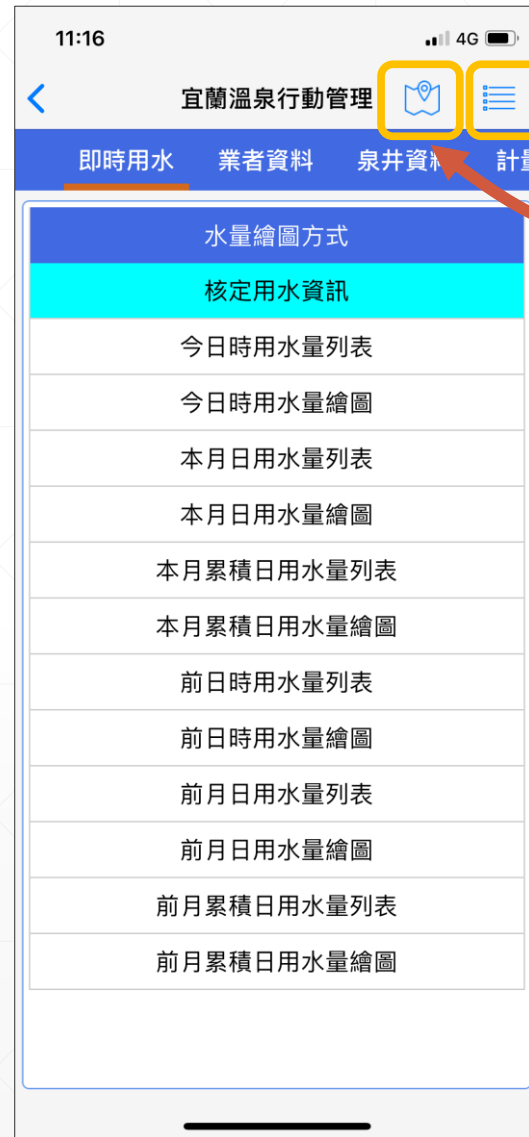 11:16 4G
宜蘭溫泉行動管理
即時用水 業者資料 泉井資 計
水量繪圖方式
核定用水資訊
今日時用水量列表
今日時用水量繪圖
本月日用水量列表
本月日用水量繪圖
本月累積日用水量列表
本月累積日用水量繪圖
前日時用水量列表
前日時用水量繪圖
前月日用水量列表
前月日用水量繪圖
前月累積日用水量列表
前月累積日用水量繪圖